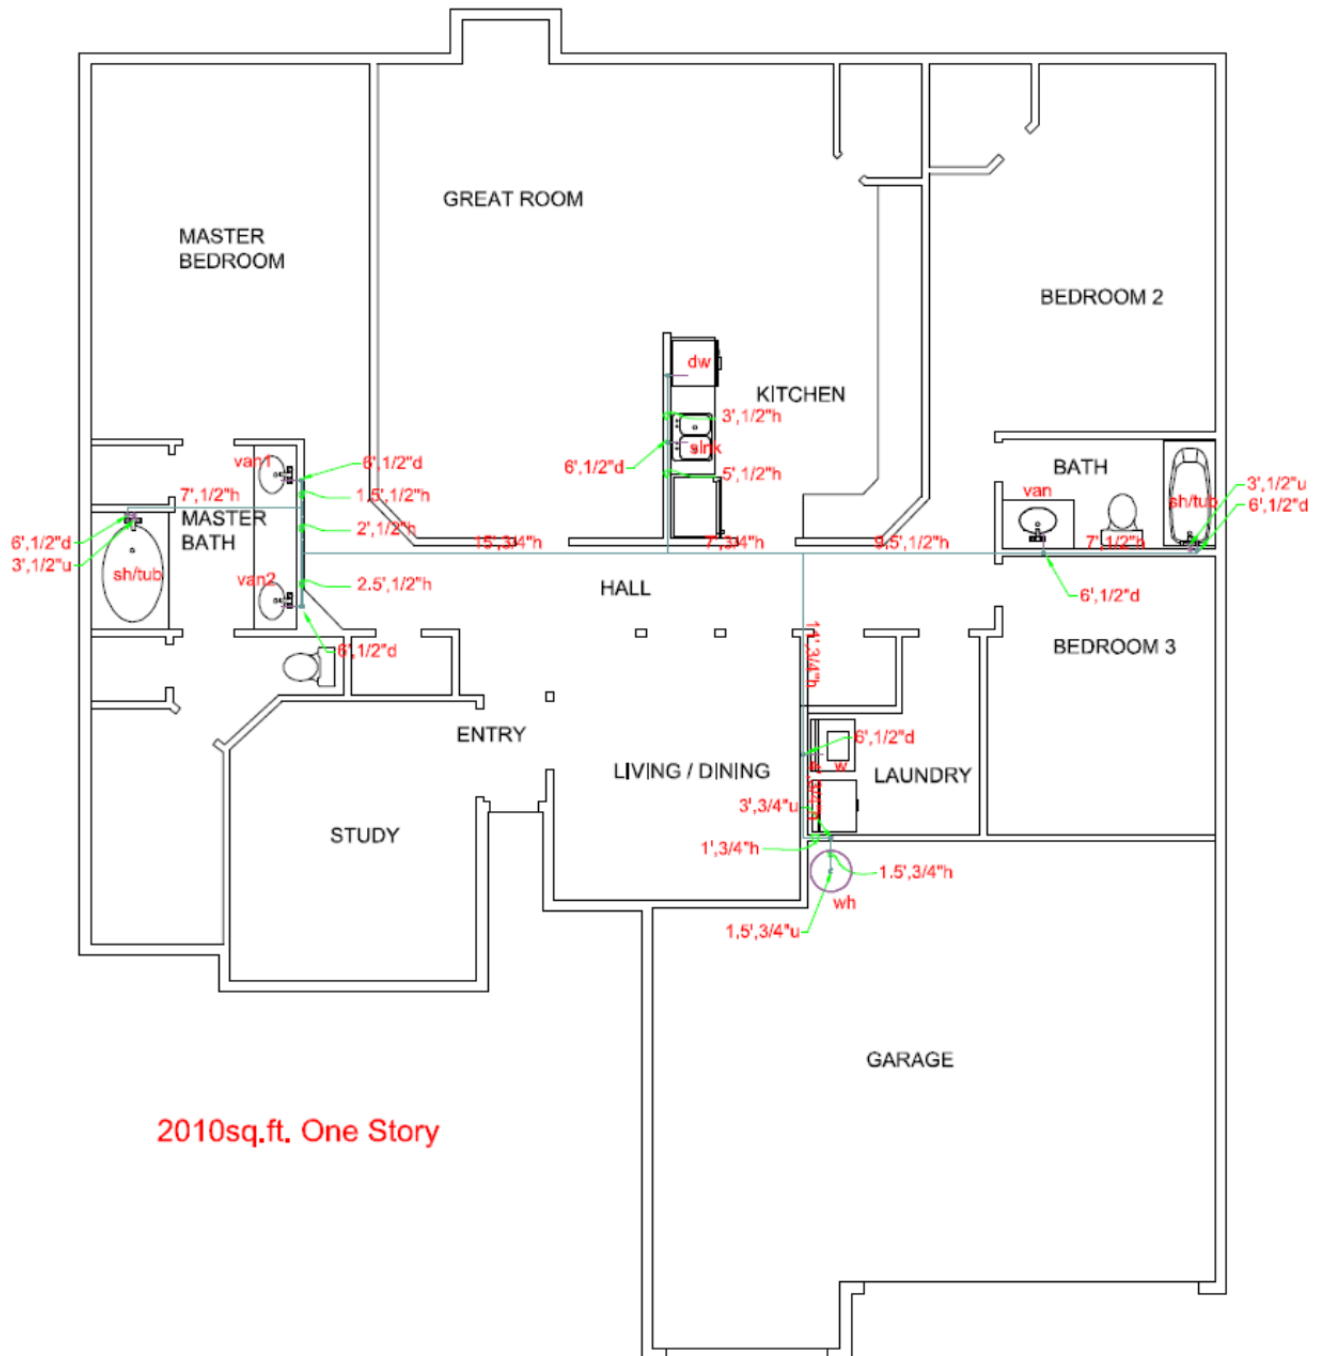 GREAT ROOM
MASTER
BEDROOM
BEDROOM 2
dw
KITCHEN
3',1/2"h
sink
6',1/2"d
5',1/2"h
van1
6',1/2"d
1.5',1/2"h
7',1/2"h
MASTER
BATH
2',1/2"h
6',1/2"d
3',1/2"u
sh/tub
van2
2.5',1/2"h
6',1/2"d
15',3/4"h
7',3/4"h
9.5',1/2"h
BATH
van
sh/tub
3',1/2"u
6',1/2"d
7',1/2"h
6',1/2"d
HALL
BEDROOM 3
ENTRY
6',1/2"d
w
LIVING / DINING
LAUNDRY
3',3/4"u
1',3/4"h
1.5',3/4"h
wh
1,5',3/4"u
STUDY
GARAGE
2010sq.ft. One Story